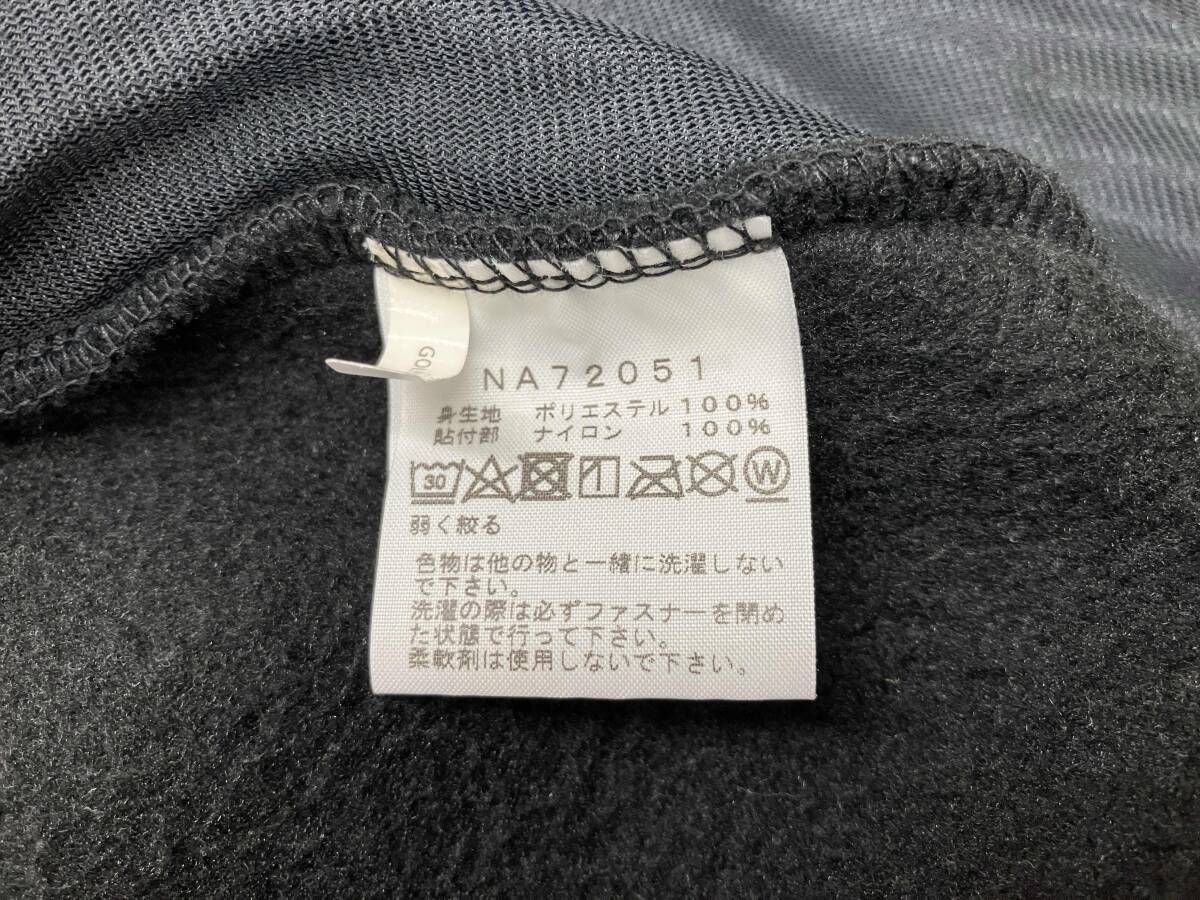 GO
NA72051
身生地 ポリエステル 100%
貼付部 ナイロン 100%
30 W
弱く絞る
色物は他の物と一緒に洗濯しない
で下さい。
洗濯の際は必ずファスナーを閉め
た状態で行って下さい。
柔軟剤は使用しないで下さい。